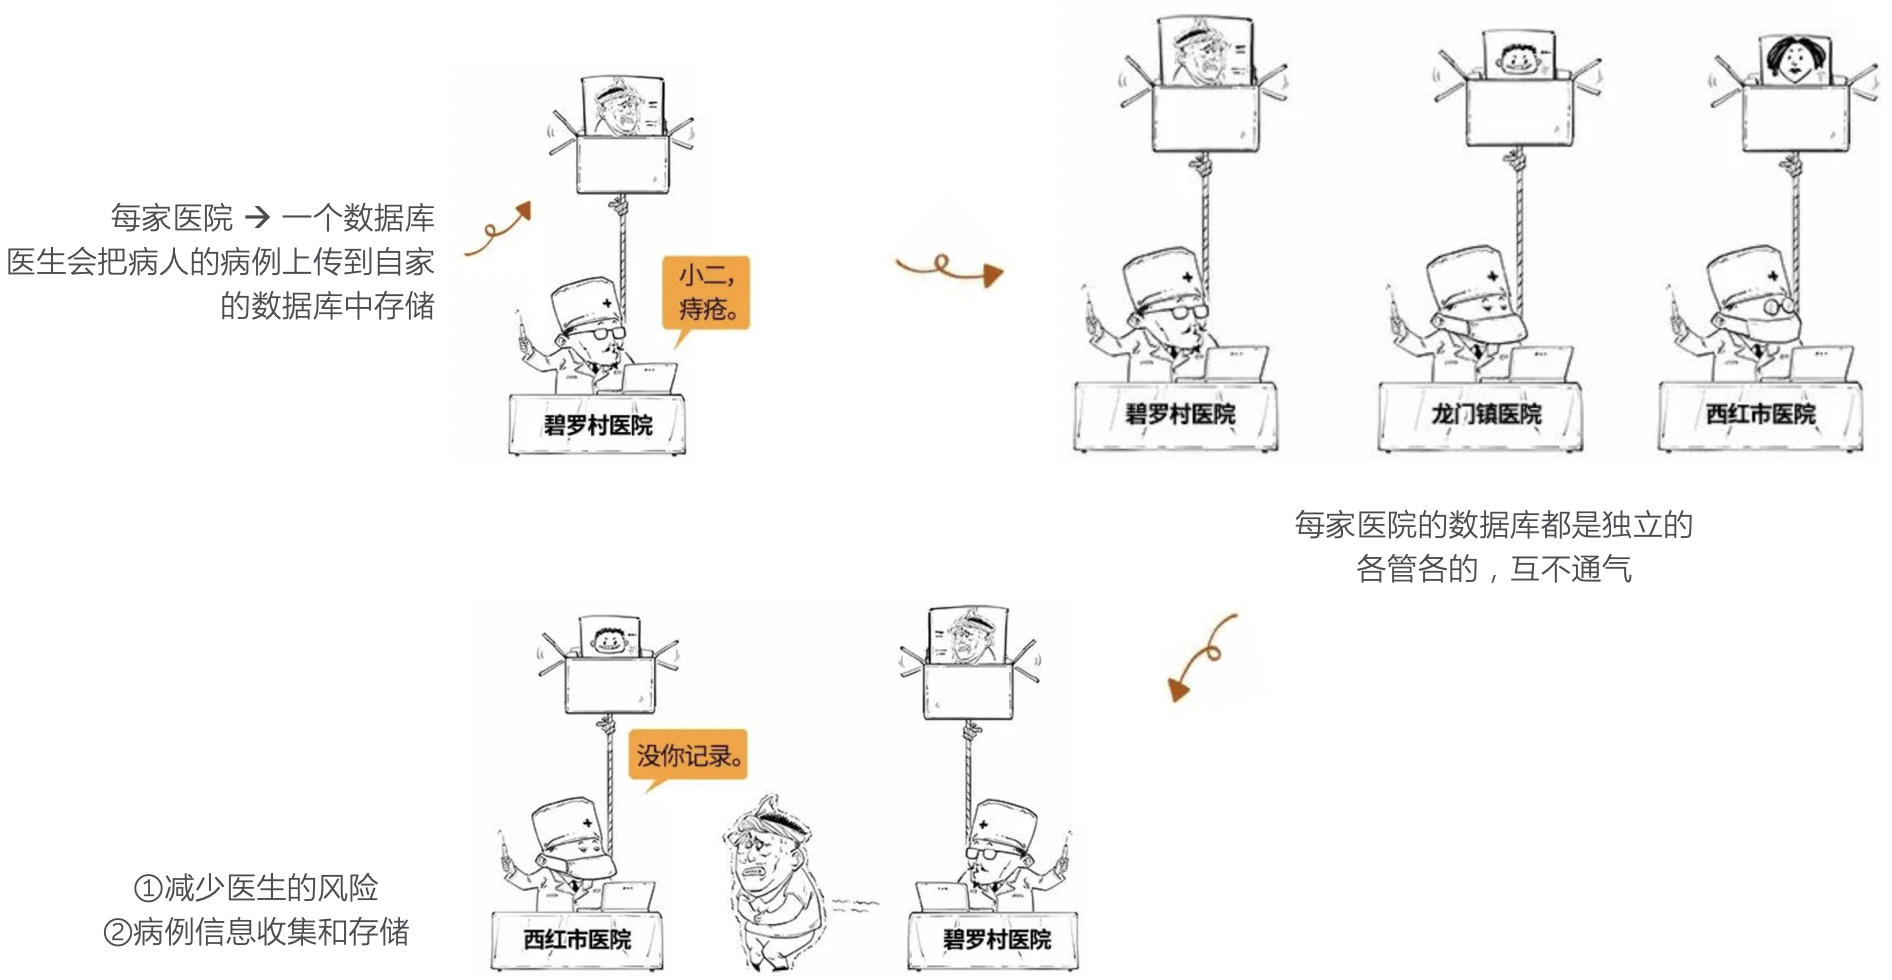 每家医院 → 一个数据库
医生会把病人的病例上传到自家
的数据库中存储
小二，
痔疮。
碧罗村医院
碧罗村医院
龙门镇医院
西红市医院
每家医院的数据库都是独立的
各管各的，互不通气
没你记录。
西红市医院
碧罗村医院
①减少医生的风险
②病例信息收集和存储